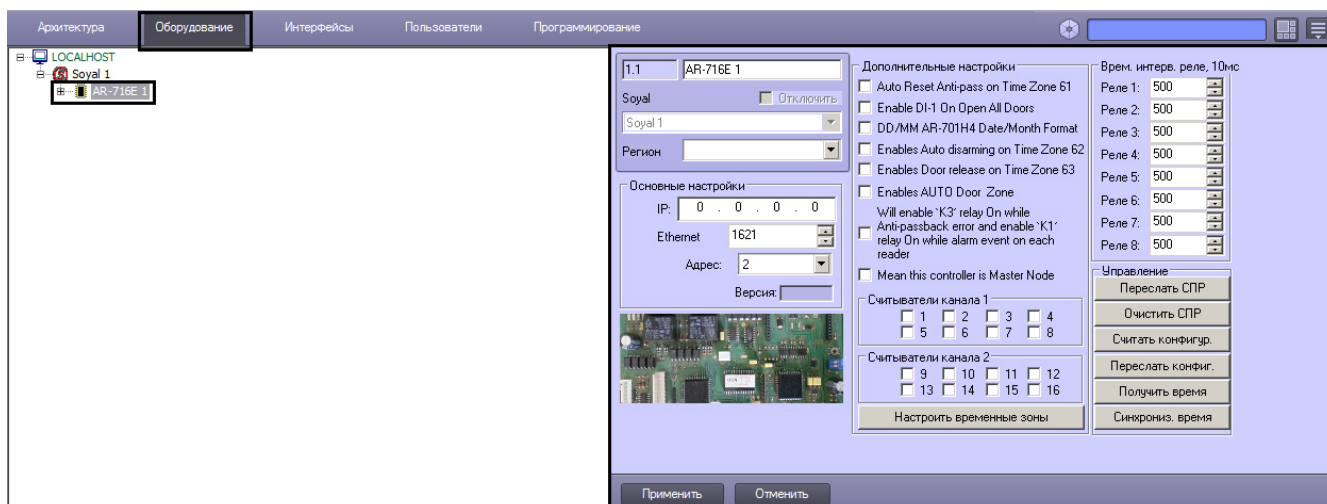 Архитектура Оборудование Интерфейсы Пользователи Программирование
LOCALHOST
Soyal 1
AR-716E 1
1.1 AR-716E 1
Soyal Отключить
Soyal 1
Регион
Основные настройки
IP: 0 . 0 . 0 . 0
Ethernet 1621
Адрес: 2
Версия:
Дополнительные настройки
Auto Reset Anti-pass on Time Zone 61
Enable DI-1 On Open All Doors
DD/MM AR-701H4 Date/Month Format
Enables Auto disarming on Time Zone 62
Enables Door release on Time Zone 63
Enables AUTO Door Zone
Will enable `K3' relay On while
Anti-passback error and enable `K1'
relay On while alarm event on each
reader
Mean this controller is Master Node
Считыватели канала 1
1 2 3 4
5 6 7 8
Считыватели канала 2
9 10 11 12
13 14 15 16
Настроить временные зоны
Врем. интерв. реле, 10мс
Реле 1: 500
Реле 2: 500
Реле 3: 500
Реле 4: 500
Реле 5: 500
Реле 6: 500
Реле 7: 500
Реле 8: 500
Управление
Переслать СПР
Очистить СПР
Считать конфигур.
Переслать конфиг.
Получить время
Синхрониз. время
Применить Отменить